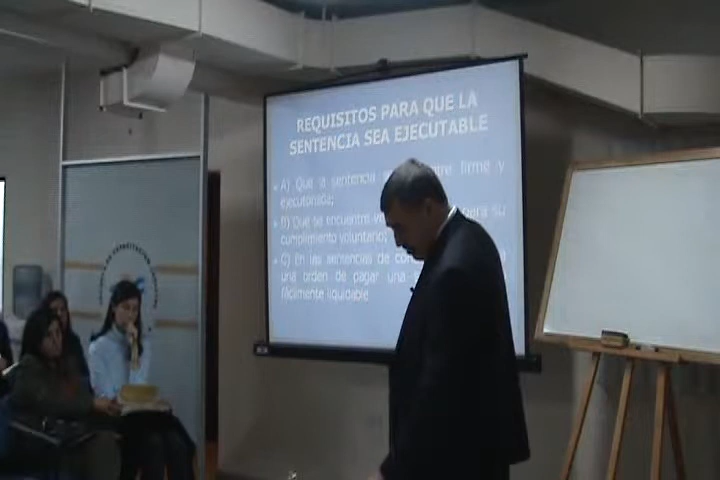 REQUISITOS PARA QUE LA
SENTENCIA SEA EJECUTABLE
A) Que la sentencia firme y
ejecutoriada;
B) Que se encuentre su
cumplimiento voluntario;
C) En las sentencias de
una orden de pagar una
fácilmente liquidable